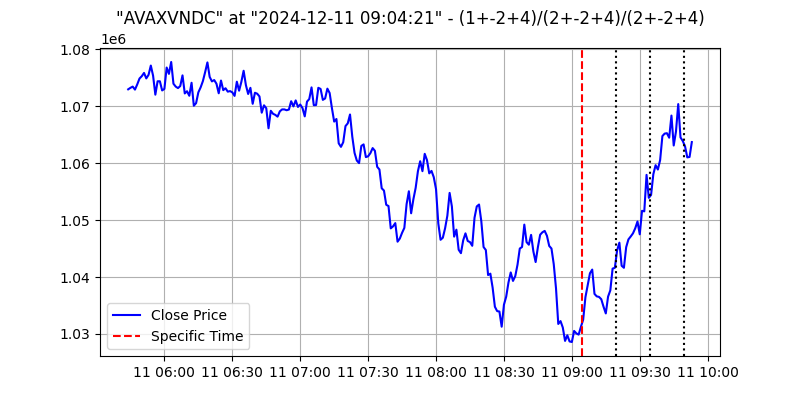 "AVAXVNDC" at "2024-12-11 09:04:21" - (1+-2+4)/(2+-2+4)/(2+-2+4)
1e6
1.08
1.07
1.06
1.05
1.04
1.03
Close Price
Specific Time
11 06:00 11 06:30 11 07:00 11 07:30 11 08:00 11 08:30 11 09:00 11 09:30 11 10:00